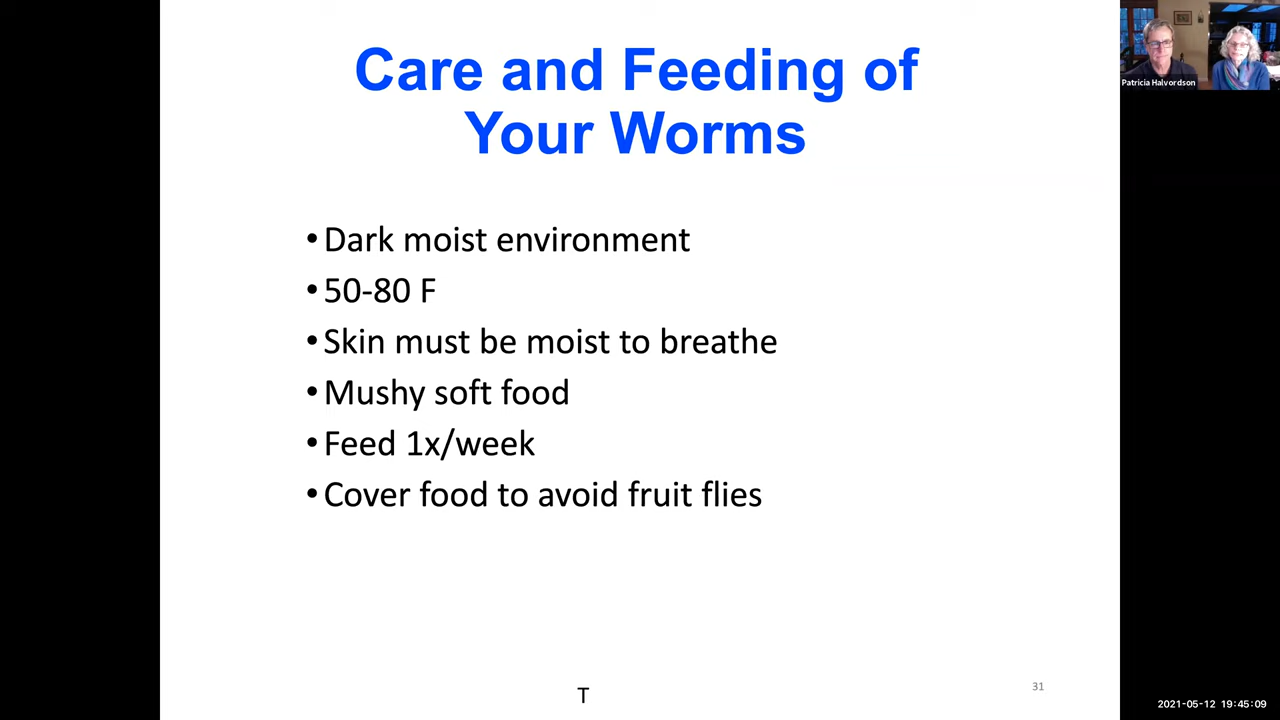 Care and Feeding of
Your Worms
•Dark moist environment
•50-80 F
•Skin must be moist to breathe
•Mushy soft food
•Feed 1x/week
•Cover food to avoid fruit flies
T
31
Patricia Halvordson
2021-05-12 19:45:09